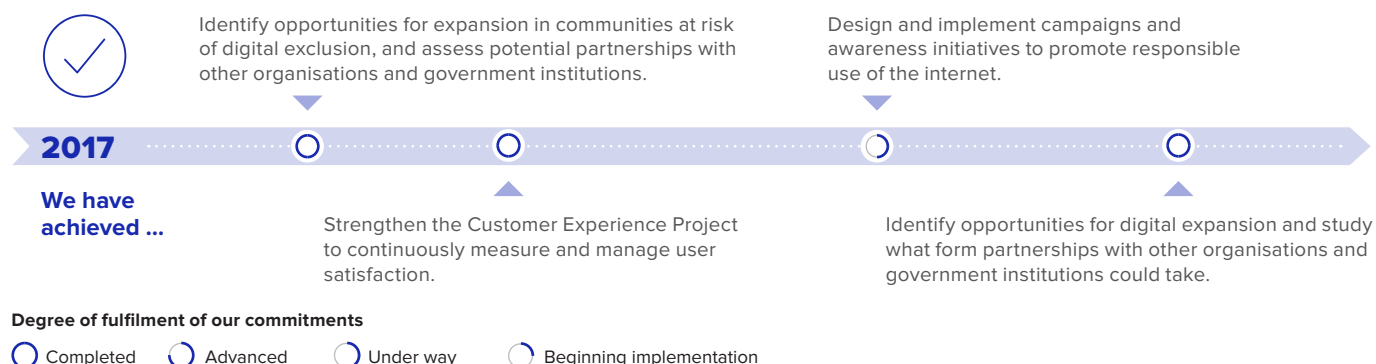 Identify opportunities for expansion in communities at risk
of digital exclusion, and assess potential partnerships with
other organisations and government institutions.
Design and implement campaigns and
awareness initiatives to promote responsible
use of the internet.
2017
We have
achieved ...
Strengthen the Customer Experience Project
to continuously measure and manage user
satisfaction.
Identify opportunities for digital expansion and study
what form partnerships with other organisations and
government institutions could take.
Degree of fulfilment of our commitments
Completed Advanced Under way Beginning implementation